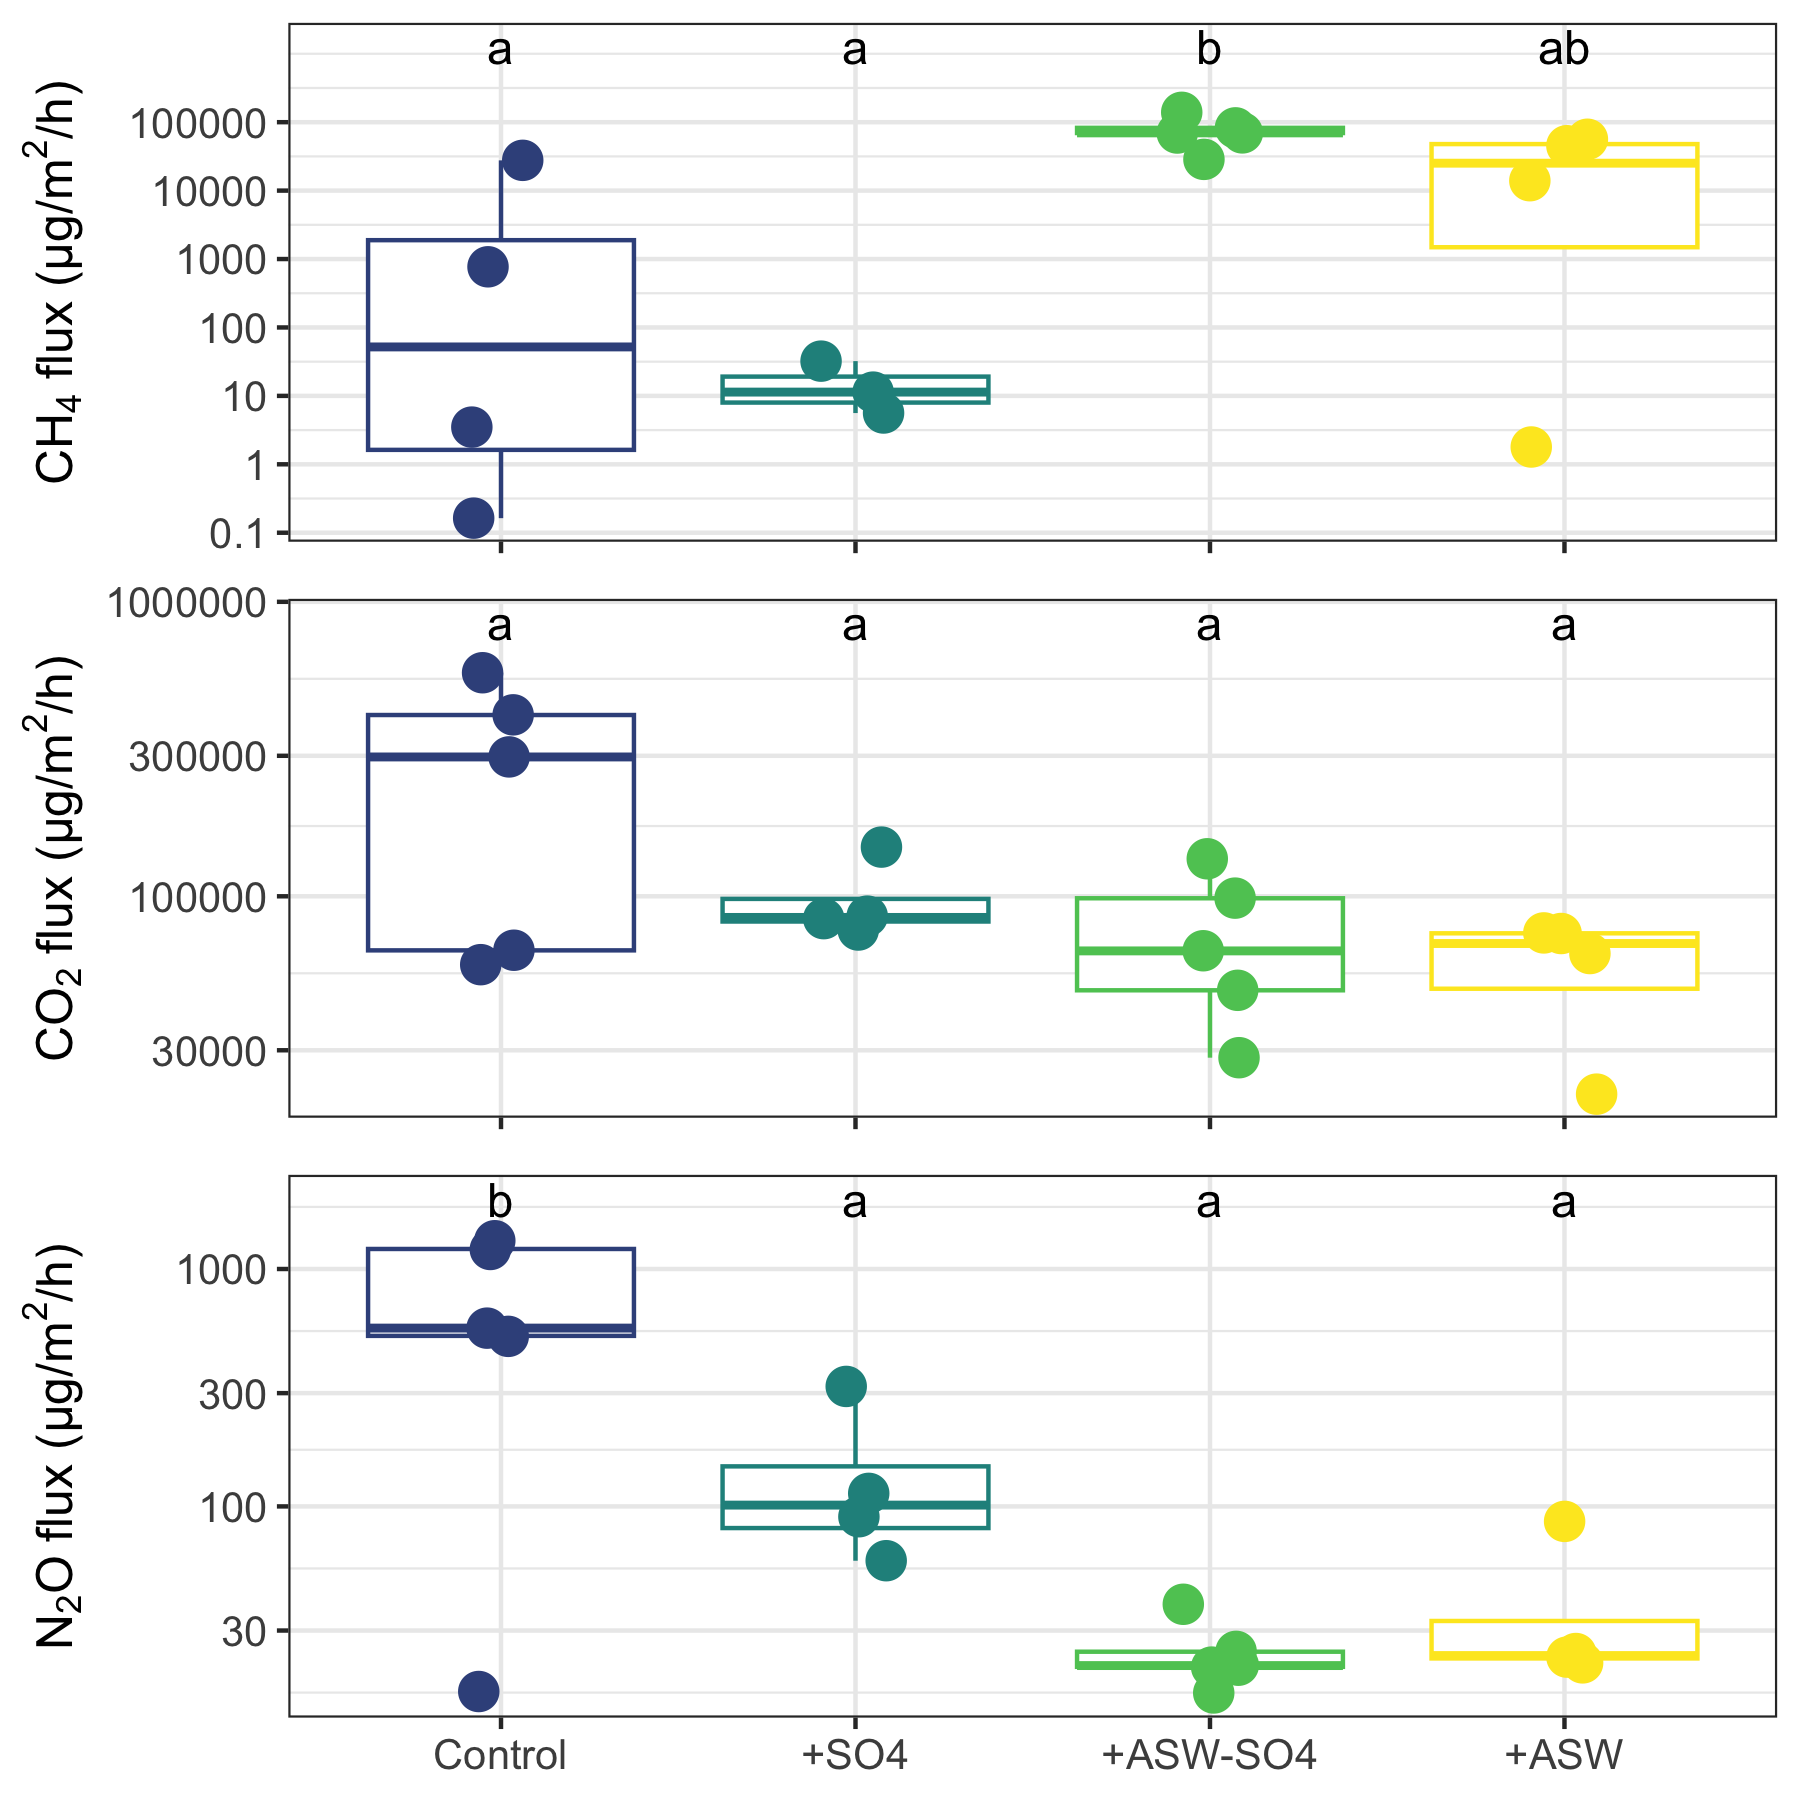 CH₄ flux (µg/m²/h)
a a b ab
100000
10000
1000
100
10
1
0.1
CO₂ flux (µg/m²/h)
1000000
a a a a
300000
100000
30000
N₂O flux (µg/m²/h)
b a a a
1000
300
100
30
Control +SO4 +ASW-SO4 +ASW